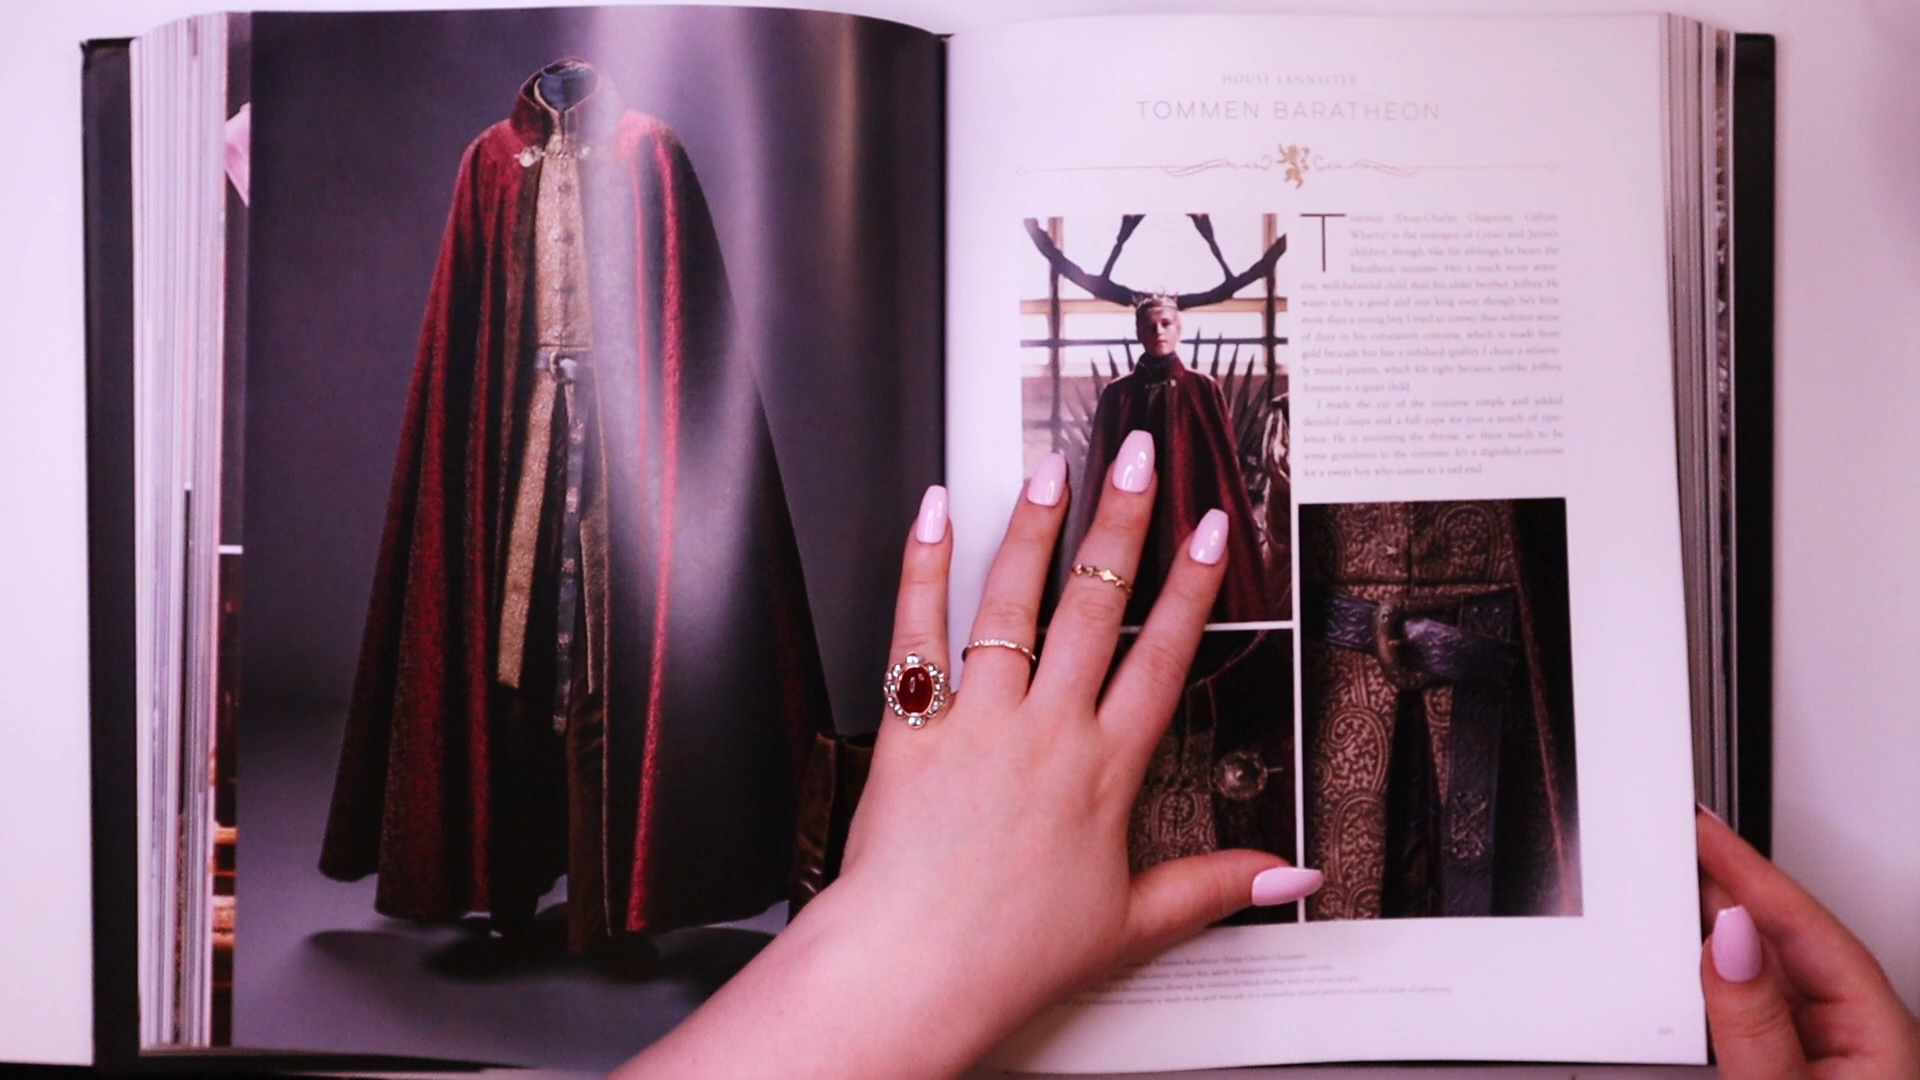 HOUSE LANNISTER
TOMMEN BARATHEON
Tommen (Dean-Charles Chapman, Callum
Wharry) is the youngest of Cersei and Jaime's
children, though, like his siblings, he bears the
Baratheon surname. He's a much more
well-balanced child than his older brother, Joffrey. He
wants to be a good and just king even though he's little
more than a young boy. I tried to convey that solemn sense
of duty in his coronation costume, which is made from
gold brocade but has a subdued quality. I chose a
muted pattern, which felt right because, unlike Joffrey,
Tommen is a quiet child.
I made the cut of the costume simple and added
detailed clasps and a full cape for just a touch of
He is assuming the throne, so there needs to be
some grandness to the costume. It's a dignified costume
for a sweet boy who comes to a sad end.
Tommen Baratheon (Dean-Charles Chapman)